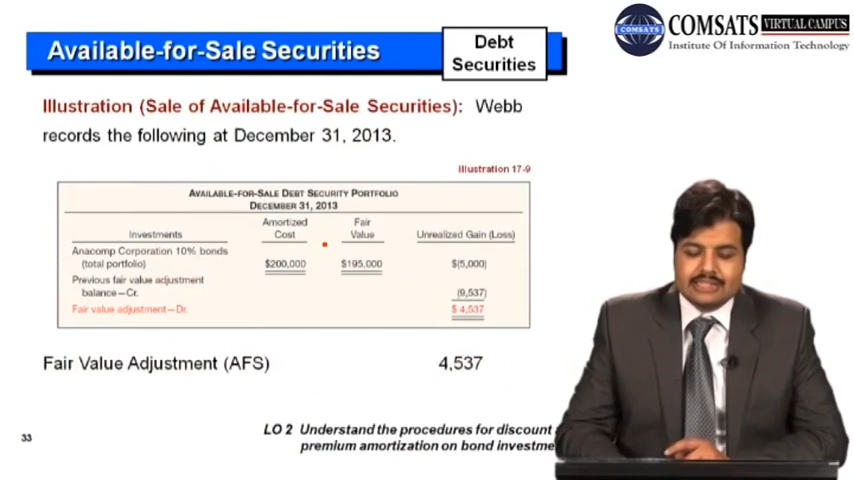 COMSATS VIRTUAL CAMPUS
COMSATS
Institute Of Information Technology
Available-for-Sale Securities
Debt
Securities
Illustration (Sale of Available-for-Sale Securities): Webb
records the following at December 31, 2013.
Illustration 17-9
AVAILABLE-FOR-SALE DEBT SECURITY PORTFOLIO
DECEMBER 31, 2013
Investments Amortized Cost Fair Value Unrealized Gain (Loss)
Anacomp Corporation 10% bonds
(total portfolio) $200,000 $195,000 $(5,000)
Previous fair value adjustment
balance—Cr. (9,537)
Fair value adjustment—Dr. $ 4,537
Fair Value Adjustment (AFS) 4,537
33
LO 2 Understand the procedures for discount
premium amortization on bond